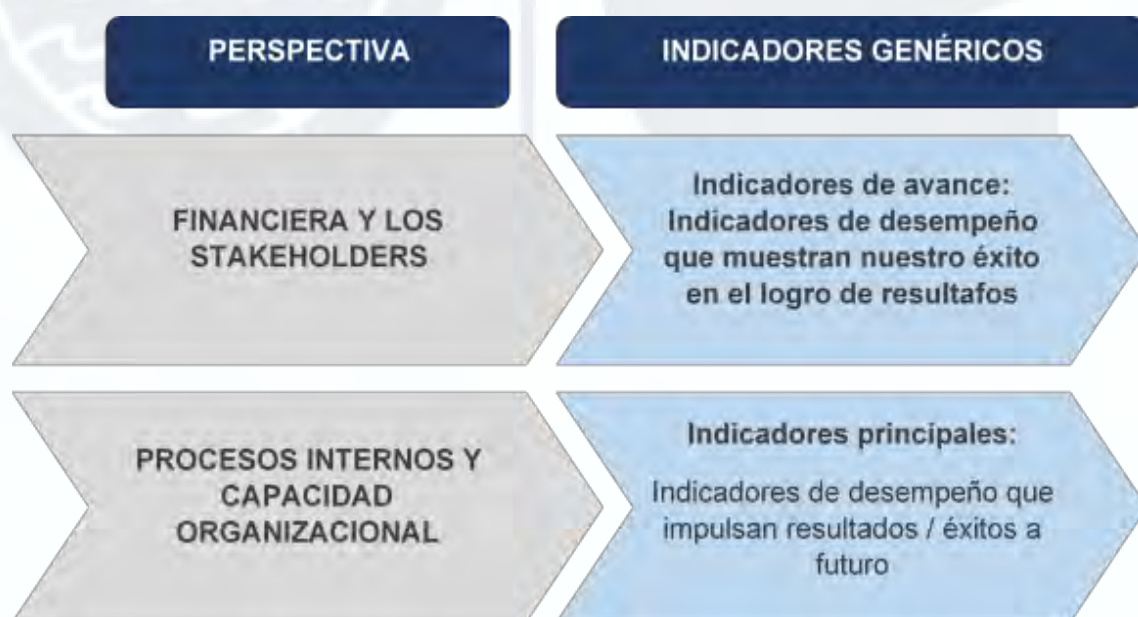 PERSPECTIVA
INDICADORES GENÉRICOS
FINANCIERA Y LOS
STAKEHOLDERS
Indicadores de avance:
Indicadores de desempeño
que muestran nuestro éxito
en el logro de resultafos
PROCESOS INTERNOS Y
CAPACIDAD
ORGANIZACIONAL
Indicadores principales:
Indicadores de desempeño que
impulsan resultados / éxitos a
futuro